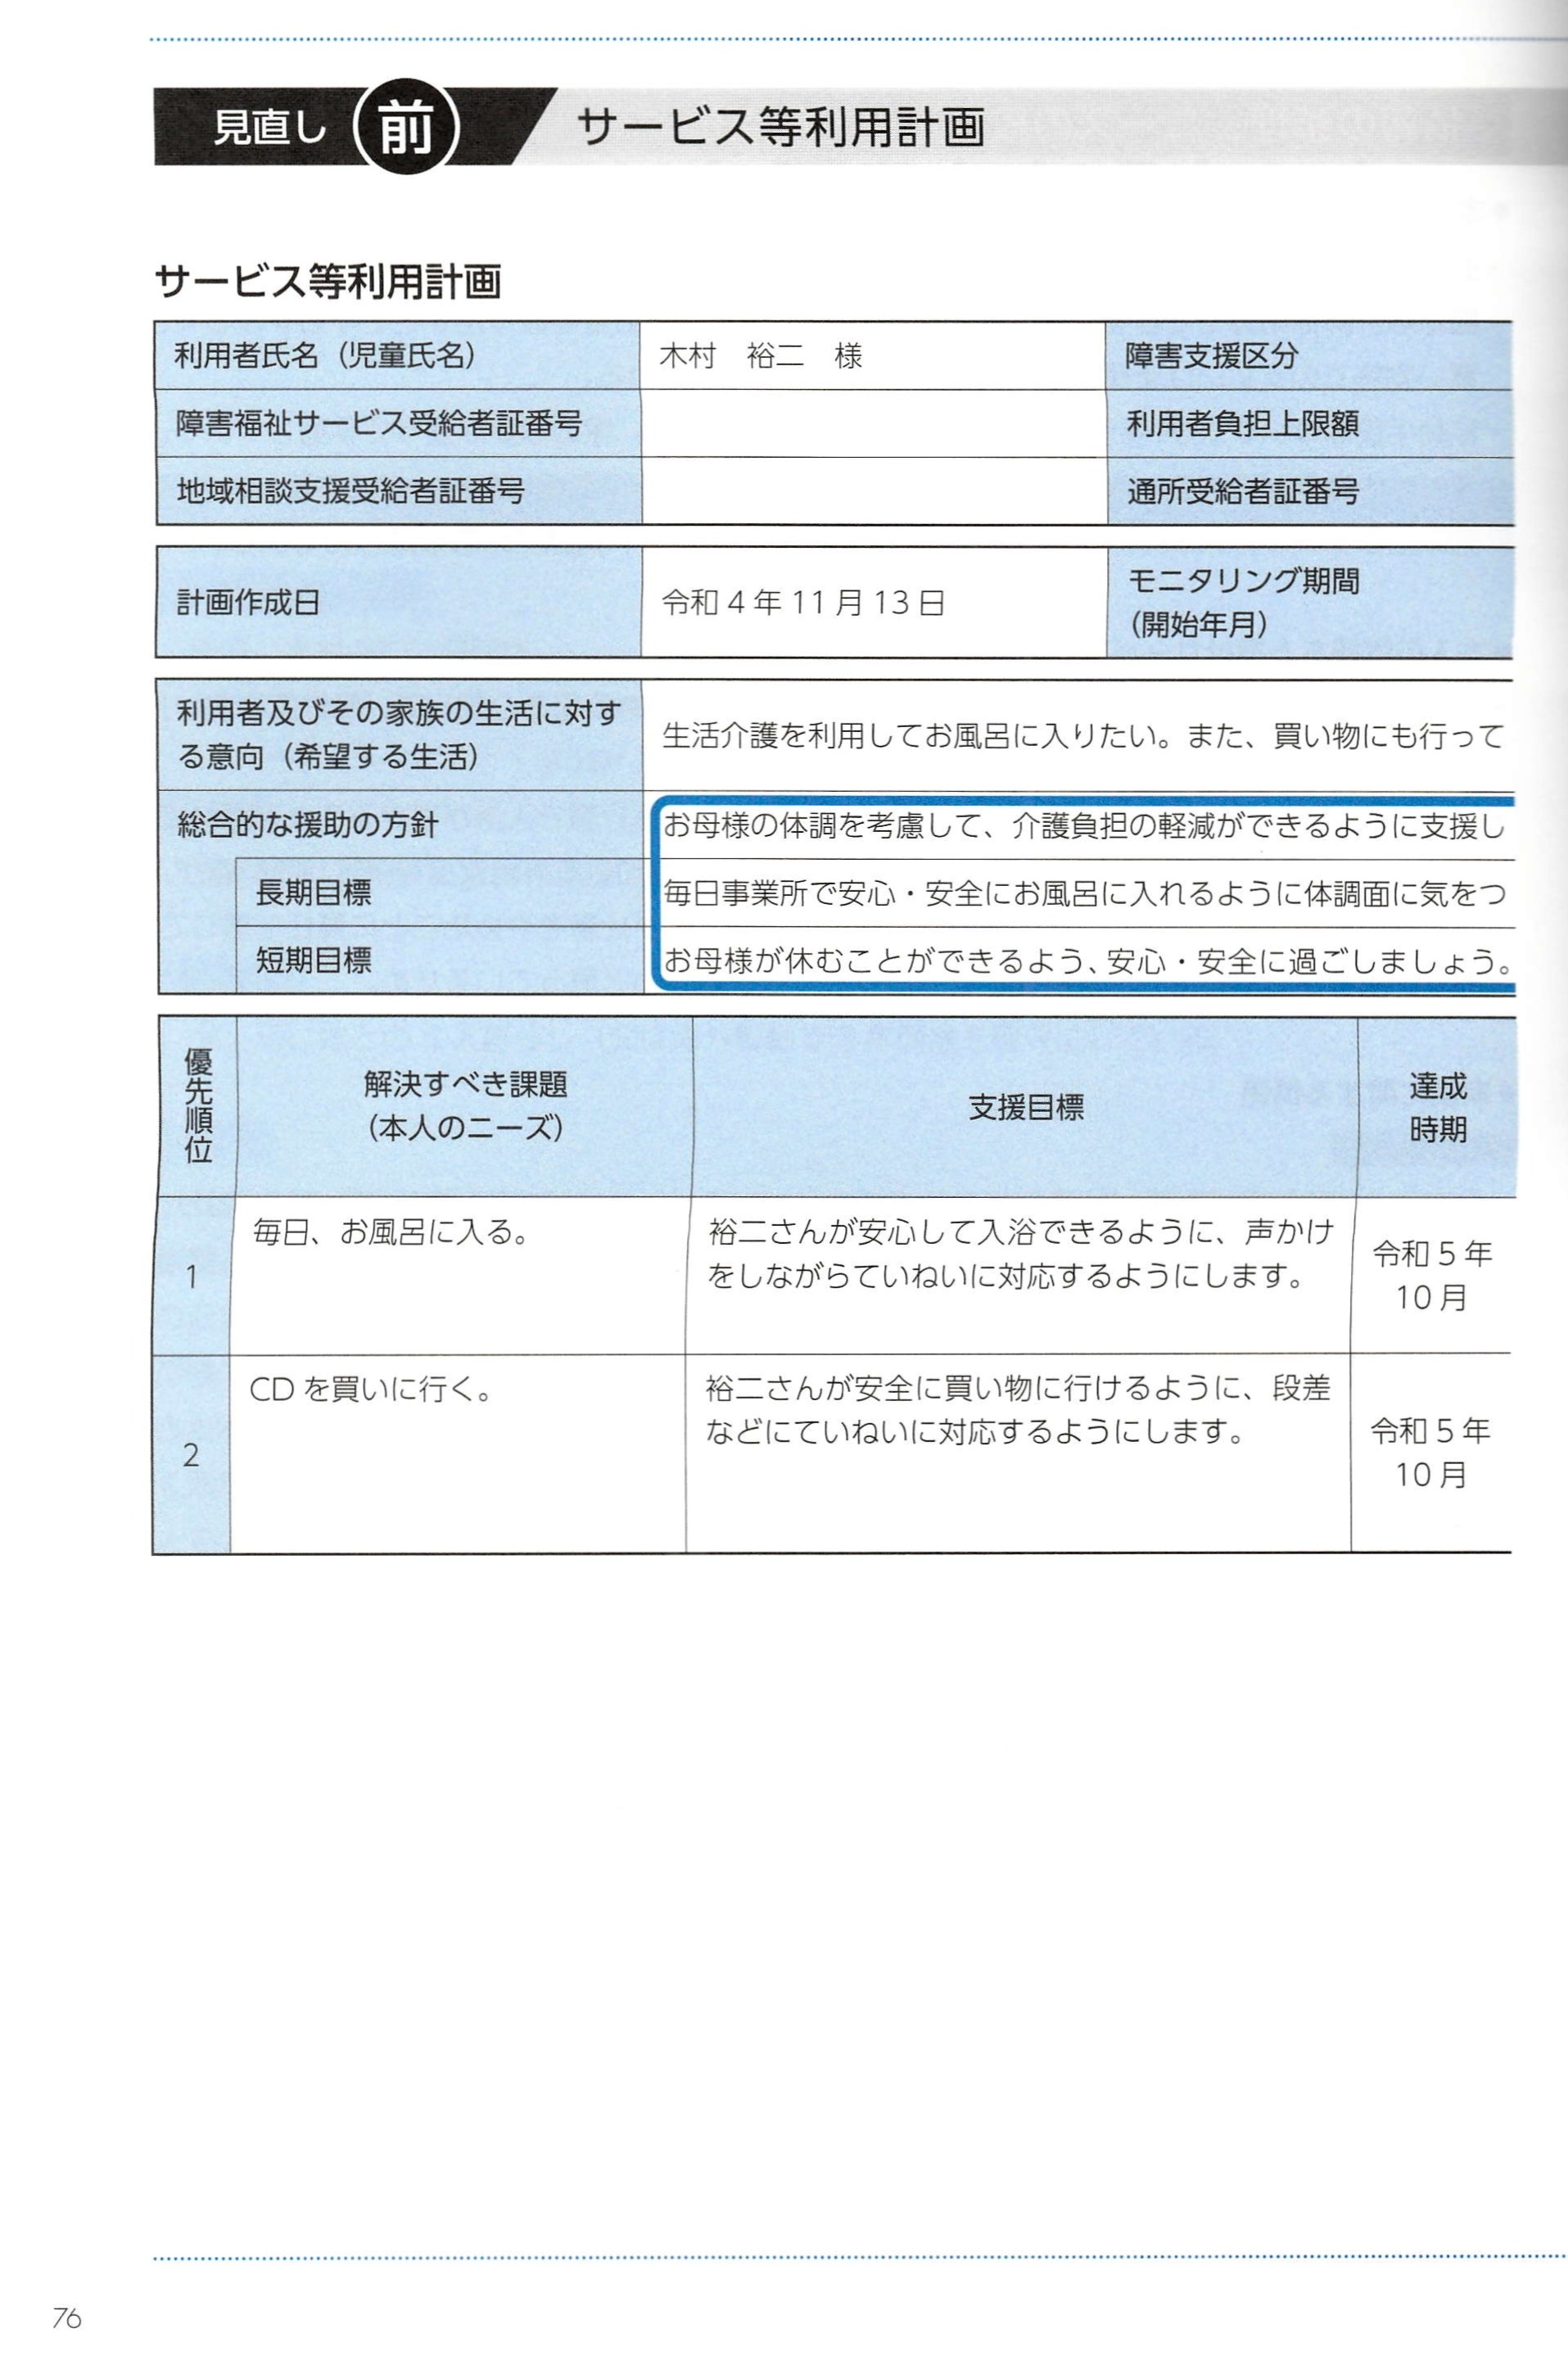 見直し 前 サービス等利用計画
サービス等利用計画
利用者氏名（児童氏名） 木村　裕二　様 障害支援区分
障害福祉サービス受給者証番号 利用者負担上限額
地域相談支援受給者証番号 通所受給者証番号
計画作成日 令和4年11月13日 モニタリング期間
（開始年月）
利用者及びその家族の生活に対す
る意向（希望する生活）
生活介護を利用してお風呂に入りたい。また、買い物にも行って
総合的な援助の方針 お母様の体調を考慮して、介護負担の軽減ができるように支援し
長期目標 毎日事業所で安心・安全にお風呂に入れるように体調面に気をつ
短期目標 お母様が休むことができるよう、安心・安全に過ごしましょう。
優先順位
解決すべき課題
（本人のニーズ）
支援目標
達成
時期
1
毎日、お風呂に入る。
裕二さんが安心して入浴できるように、声かけ
をしながらていねいに対応するようにします。
令和5年
10月
2
CDを買いに行く。
裕二さんが安全に買い物に行けるように、段差
などにていねいに対応するようにします。
令和5年
10月
76